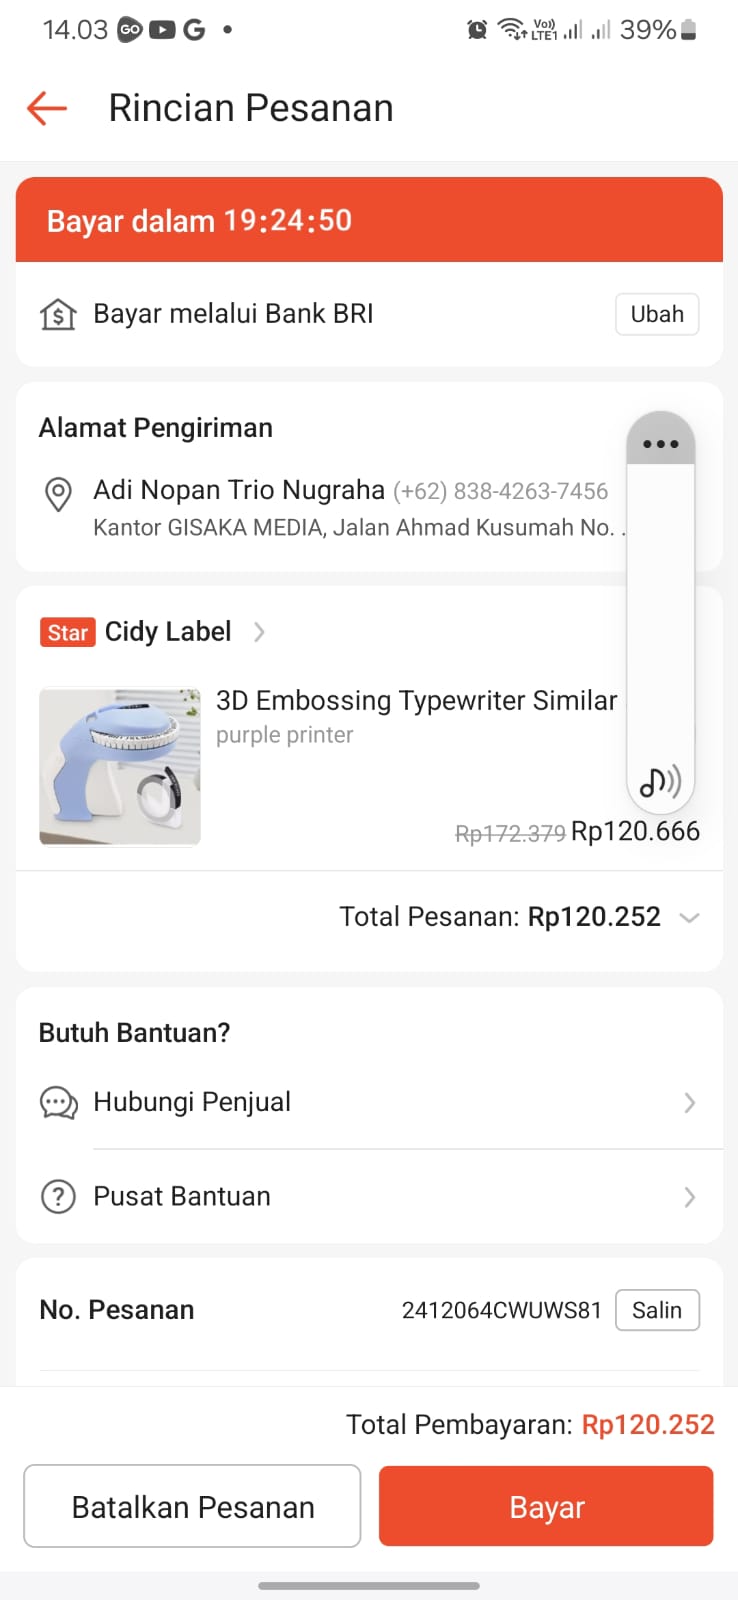 14.03 GO G Vo)) LTE1 39%
Rincian Pesanan
Bayar dalam 19:24:50
Bayar melalui Bank BRI Ubah
Alamat Pengiriman
Adi Nopan Trio Nugraha (+62) 838-4263-7456
Kantor GISAKA MEDIA, Jalan Ahmad Kusumah No. .
Star Cidy Label
3D Embossing Typewriter Similar
purple printer
Rp172.379 Rp120.666
Total Pesanan: Rp120.252
Butuh Bantuan?
Hubungi Penjual
Pusat Bantuan
No. Pesanan 2412064CWUWS81 Salin
Total Pembayaran: Rp120.252
Batalkan Pesanan Bayar